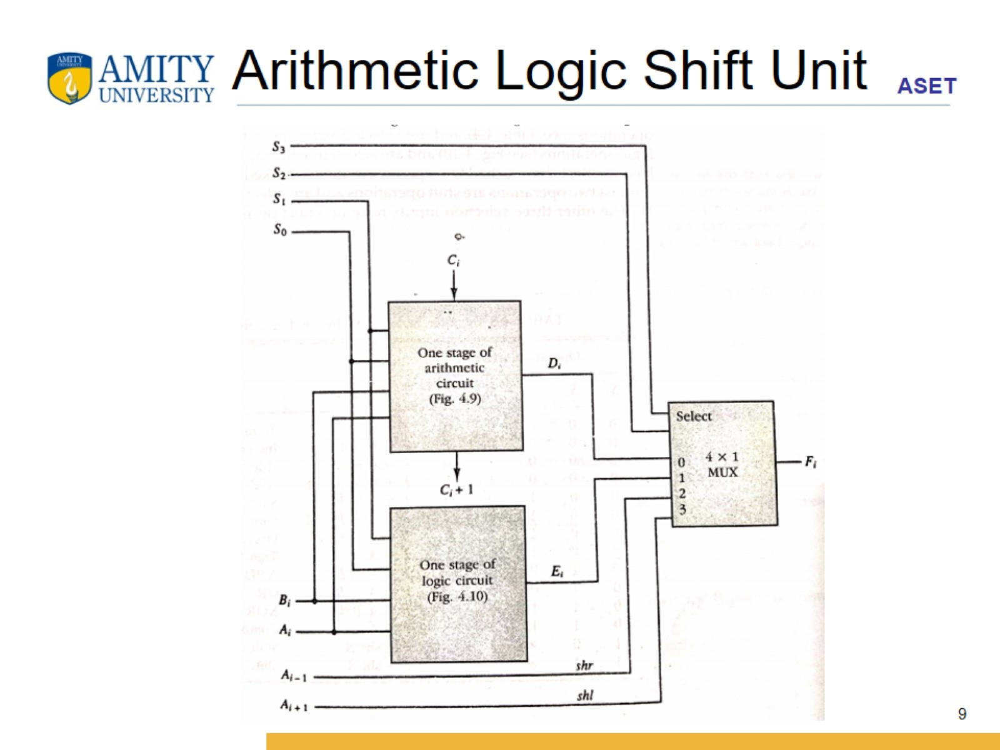 AMITY
UNIVERSITY
AMITY
UNIVERSITY
Arithmetic Logic Shift Unit
ASET
S3
S2
S1
S0
Ci
One stage of
arithmetic
circuit
(Fig. 4.9)
Di
Select
0
1
2
3
4 × 1
MUX
Fi
Ci + 1
One stage of
logic circuit
(Fig. 4.10)
Ei
Bi
Ai
Ai−1
shr
Ai+1
shl
9